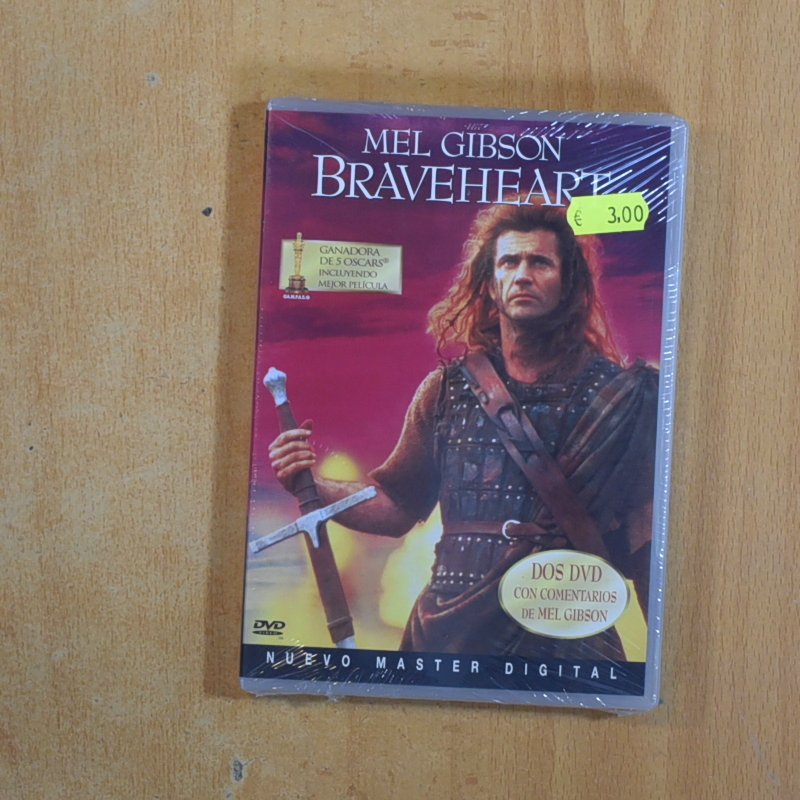 MEL GIBSON
BRAVEHEART
€ 3,00
GANADORA
DE 5 OSCARS®
INCLUYENDO
MEJOR PELÍCULA
DOS DVD
CON COMENTARIOS
DE MEL GIBSON
DVD
VIDEO
NUEVO MASTER DIGITAL